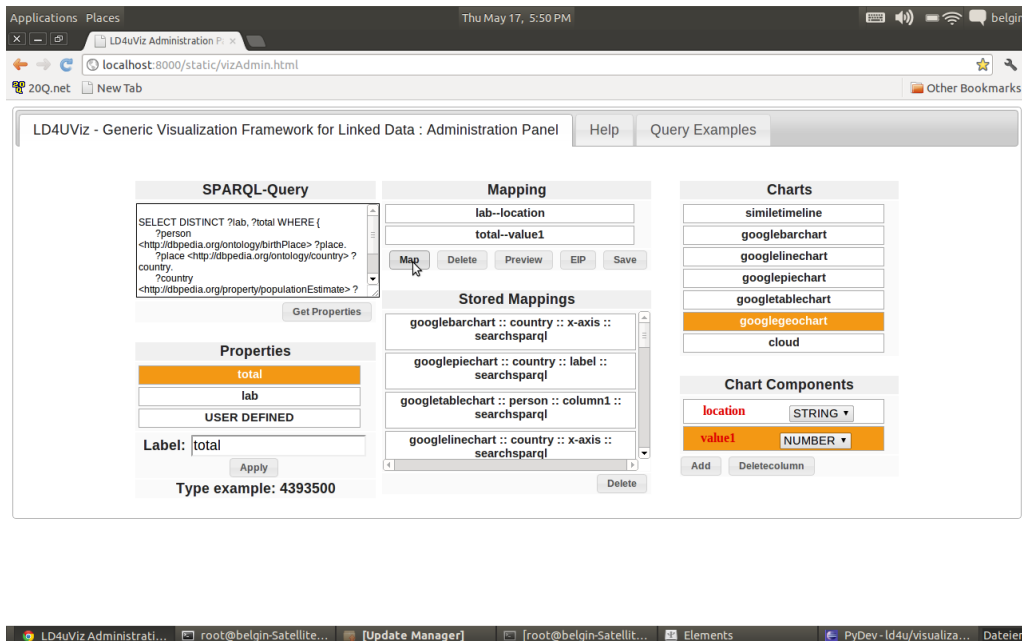 Applications Places
Thu May 17, 5:50 PM
belgin
LD4uViz Administration P
localhost:8000/static/vizAdmin.html
20Q.net
New Tab
Other Bookmarks
LD4UViz - Generic Visualization Framework for Linked Data : Administration Panel
Help
Query Examples
SPARQL-Query
SELECT DISTINCT ?lab, ?total WHERE {
?person
<http://dbpedia.org/ontology/birthPlace> ?place.
?place <http://dbpedia.org/ontology/country> ?
country.
?country
<http://dbpedia.org/property/populationEstimate> ?
Get Properties
Properties
total
lab
USER DEFINED
Label: total
Apply
Type example: 4393500
Mapping
lab--location
total--value1
Map
Delete
Preview
EIP
Save
Stored Mappings
googlebarchart :: country :: x-axis ::
searchsparql
googlepiechart :: country :: label ::
searchsparql
googletablechart :: person :: column1 ::
searchsparql
googlelinechart :: country :: x-axis ::
searchsparql
Delete
Charts
similetimeline
googlebarchart
googlelinechart
googlepiechart
googletablechart
googlegeochart
cloud
Chart Components
location STRING
value1 NUMBER
Add
Deletecolumn
LD4uViz Administrati...
root@belgin-Satellite...
[Update Manager]
[root@belgin-Satellit...
Elements
PyDev - ld4u/visualiza...
Dateien